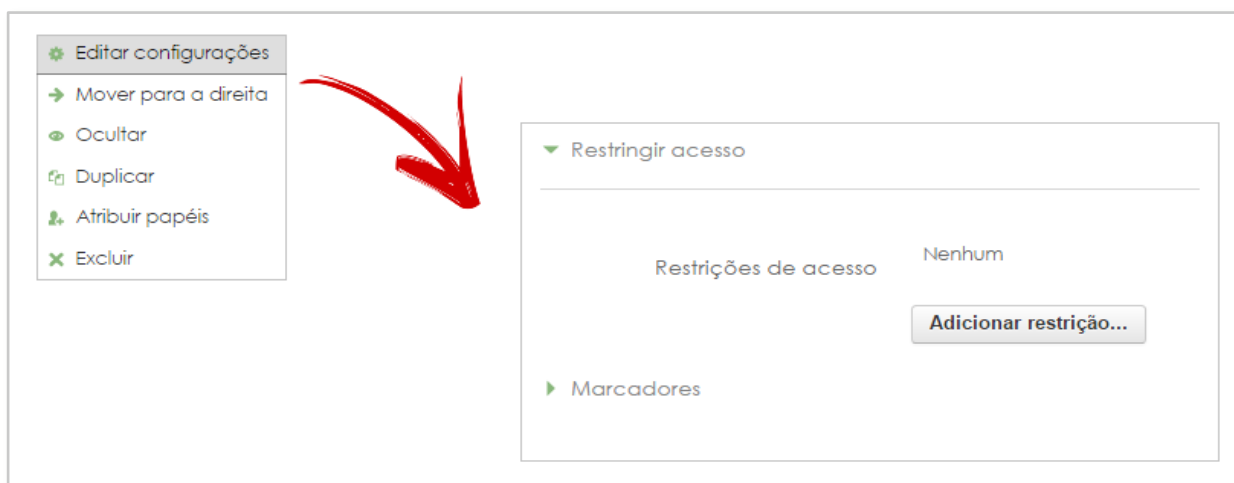 Editar configurações
Mover para a direita
Ocultar
Duplicar
Atribuir papéis
Excluir
Restringir acesso
Restrições de acesso
Nenhum
Adicionar restrição...
Marcadores